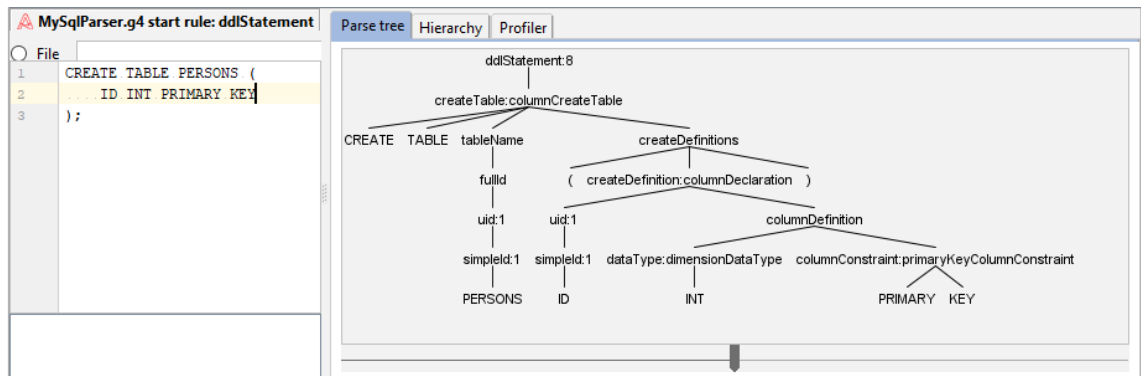 MySqlParser.g4 start rule: ddlStatement
File
1 CREATE TABLE PERSONS (
2 ....ID INT PRIMARY KEY
3 );
Parse tree Hierarchy Profiler
ddlStatement:8
createTable:columnCreateTable
CREATE TABLE tableName createDefinitions
fullId ( createDefinition:columnDeclaration )
uid:1 uid:1 columnDefinition
simpleId:1 simpleId:1 dataType:dimensionDataType columnConstraint:primaryKeyColumnConstraint
PERSONS ID INT PRIMARY KEY